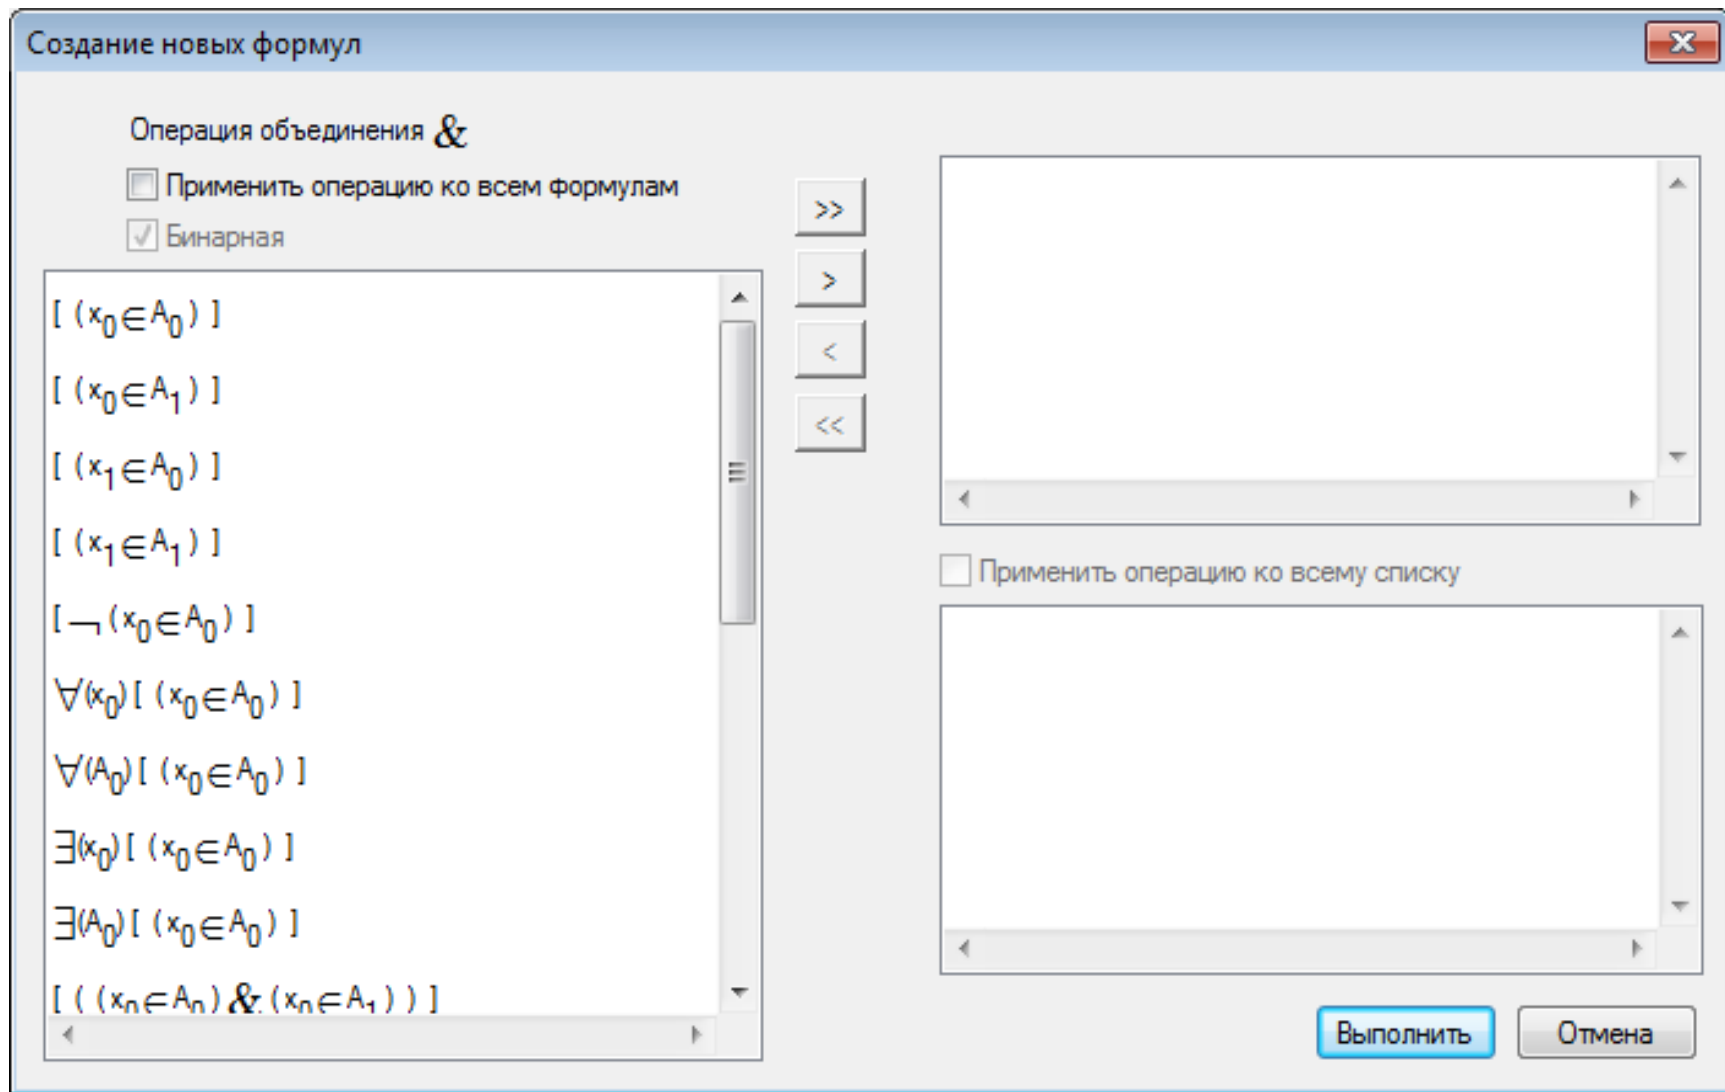 Создание новых формул
Операция объединения &
Применить операцию ко всем формулам
Бинарная
[ (x₀∈A₀) ]
[ (x₀∈A₁) ]
[ (x₁∈A₀) ]
[ (x₁∈A₁) ]
[ ¬ (x₀∈A₀) ]
∀(x₀) [ (x₀∈A₀) ]
∀(A₀) [ (x₀∈A₀) ]
∃(x₀) [ (x₀∈A₀) ]
∃(A₀) [ (x₀∈A₀) ]
[ ( (x₀∈A₀) & (x₀∈A₁) ) ]
>>
>
<
<<
Применить операцию ко всему списку
Выполнить
Отмена